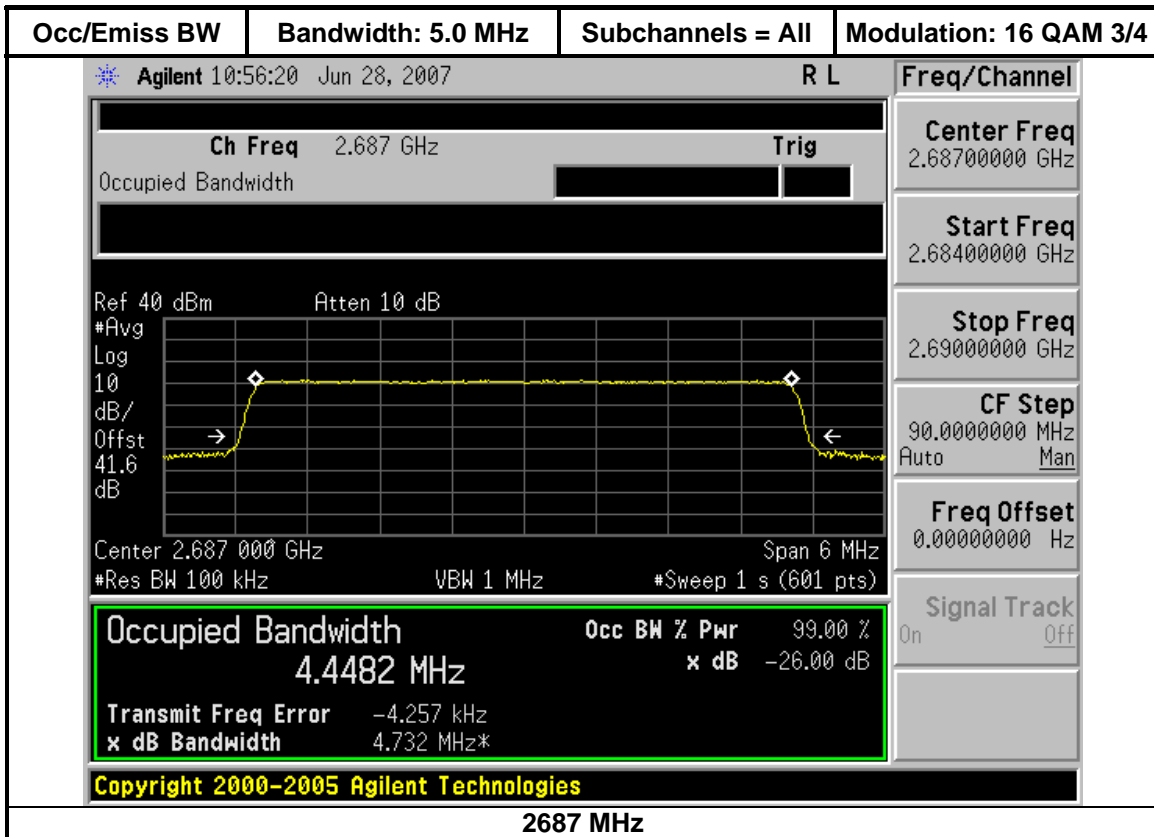 Occ/Emiss BW Bandwidth: 5.0 MHz Subchannels = All Modulation: 16 QAM 3/4
Agilent 10:56:20 Jun 28, 2007 R L Freq/Channel
Ch Freq 2.687 GHz Trig
Occupied Bandwidth
Center Freq
2.68700000 GHz
Start Freq
2.68400000 GHz
Stop Freq
2.69000000 GHz
CF Step
90.0000000 MHz
Auto Man
Freq Offset
0.00000000 Hz
Signal Track
On Off
Ref 40 dBm Atten 10 dB
#Avg
Log
10
dB/
Offst
41.6
dB
Center 2.687 000 GHz Span 6 MHz
#Res BW 100 kHz VBW 1 MHz #Sweep 1 s (601 pts)
Occupied Bandwidth Occ BW % Pwr 99.00 %
4.4482 MHz x dB -26.00 dB
Transmit Freq Error -4.257 kHz
x dB Bandwidth 4.732 MHz*
Copyright 2000-2005 Agilent Technologies
2687 MHz